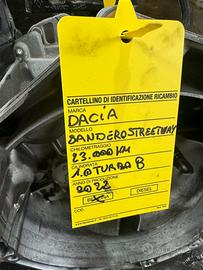 CARTELLINO DI IDENTIFICAZIONE RICAMBIO
MARCA
DACIA
MODELLO
SANDERO STREETWAY
CHILOMETRAGGIO
23.000 KM
CILINDRATA
1.0 TURBO B
ANNO DI PRODUZIONE
2022
DIESEL
COD.